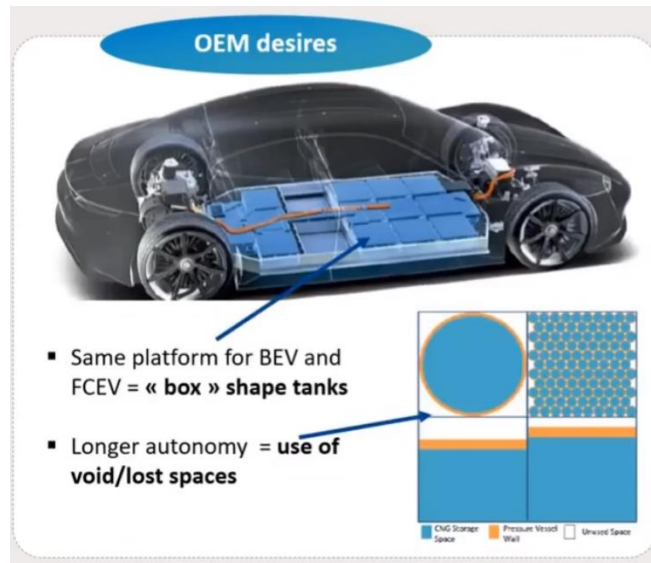 OEM desires
▪ Same platform for BEV and
FCEV = « box » shape tanks
▪ Longer autonomy = use of
void/lost spaces
CNG Storage
Space
Pressure Vessel
Wall
Unused Space